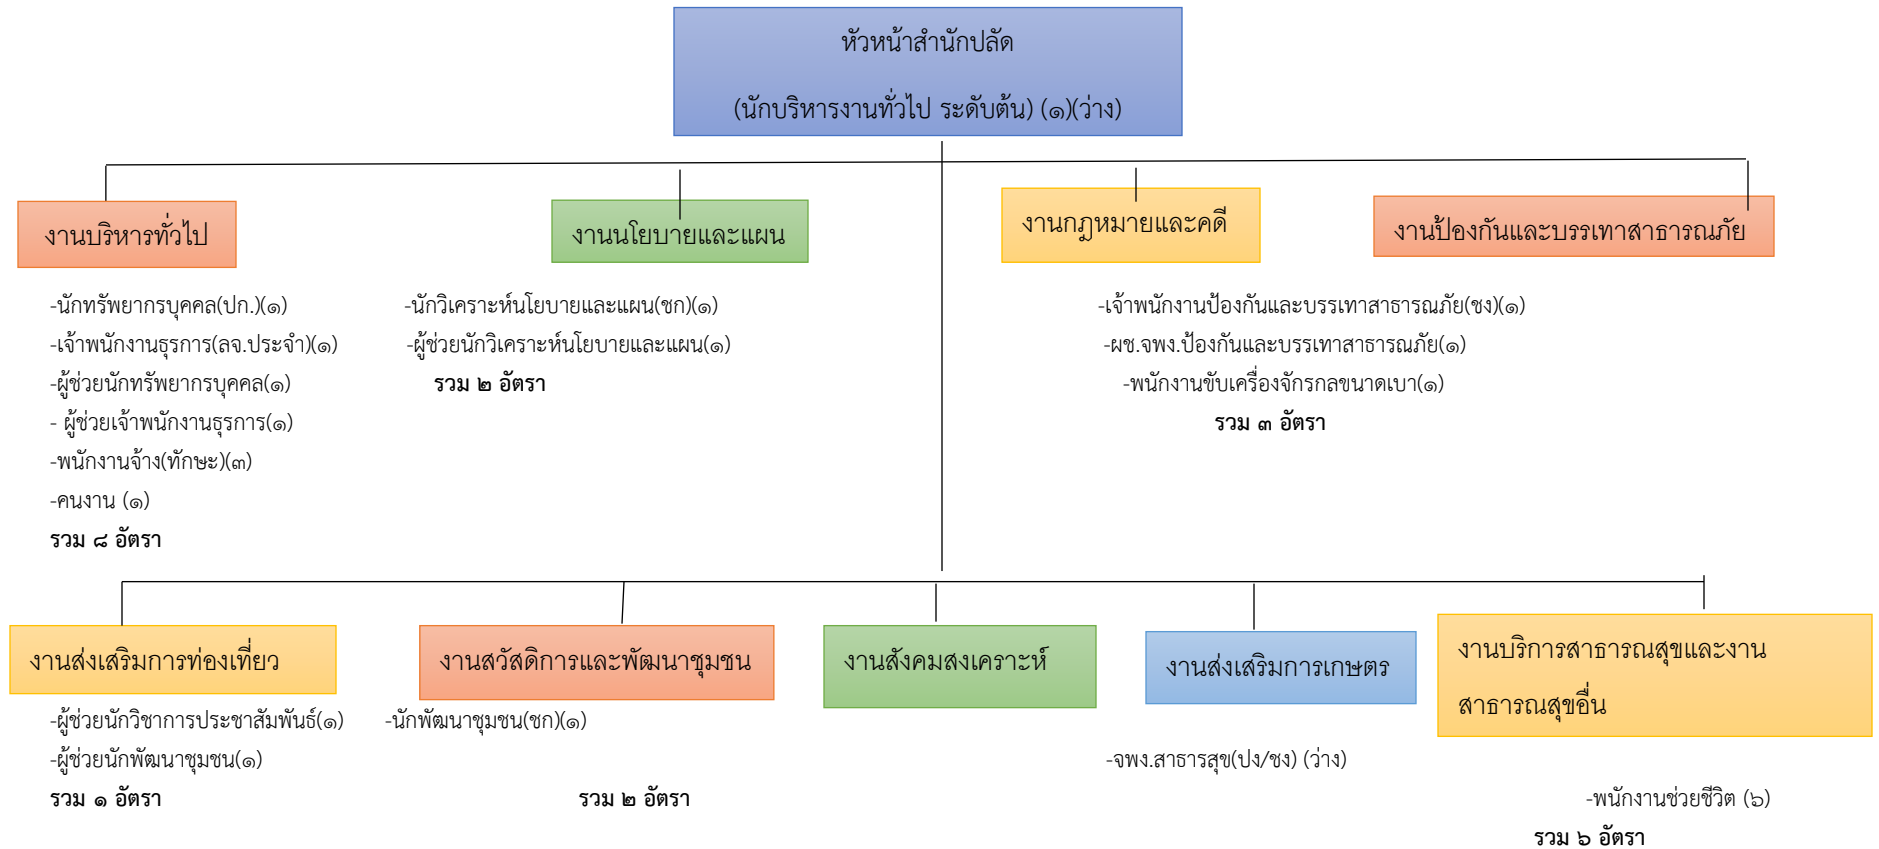 หัวหน้าสำนักปลัด
(นักบริหารงานทั่วไป ระดับต้น) (๑)(ว่าง)
งานบริหารทั่วไป
งานนโยบายและแผน
งานกฎหมายและคดี
งานป้องกันและบรรเทาสาธารณภัย
-นักทรัพยากรบุคคล(ปก.)(๑)
-นักวิเคราะห์นโยบายและแผน(ชก)(๑)
-เจ้าพนักงานป้องกันและบรรเทาสาธารณภัย(ชง)(๑)
-เจ้าพนักงานธุรการ(ลจ.ประจำ)(๑)
-ผู้ช่วยนักวิเคราะห์นโยบายและแผน(๑)
-ผช.จพง.ป้องกันและบรรเทาสาธารณภัย(๑)
-ผู้ช่วยนักทรัพยากรบุคคล(๑)
รวม ๒ อัตรา
-พนักงานขับเครื่องจักรกลขนาดเบา(๑)
- ผู้ช่วยเจ้าพนักงานธุรการ(๑)
รวม ๓ อัตรา
-พนักงานจ้าง(ทักษะ)(๓)
-คนงาน (๑)
รวม ๘ อัตรา
งานส่งเสริมการท่องเที่ยว
งานสวัสดิการและพัฒนาชุมชน
งานสังคมสงเคราะห์
งานส่งเสริมการเกษตร
งานบริการสาธารณสุขและงาน
สาธารณสุขอื่น
-ผู้ช่วยนักวิชาการประชาสัมพันธ์(๑)
-นักพัฒนาชุมชน(ชก)(๑)
-ผู้ช่วยนักพัฒนาชุมชน(๑)
-จพง.สาธารสุข(ปง/ชง) (ว่าง)
รวม ๑ อัตรา
รวม ๒ อัตรา
-พนักงานช่วยชีวิต (๖)
รวม ๖ อัตรา